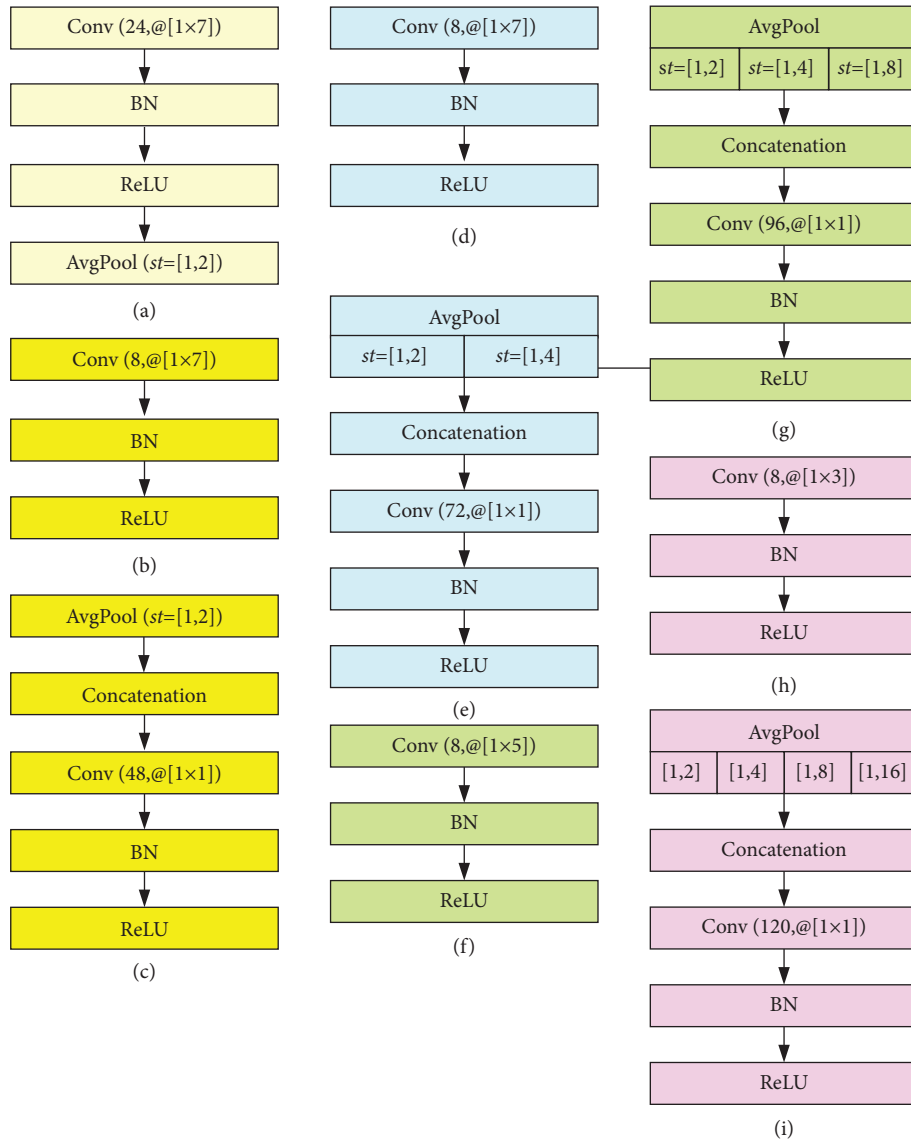 Conv (24,@[1×7])
BN
ReLU
AvgPool (st=[1,2])
(a)
Conv (8,@[1×7])
BN
ReLU
(b)
AvgPool (st=[1,2])
Concatenation
Conv (48,@[1×1])
BN
ReLU
(c)
Conv (8,@[1×7])
BN
ReLU
(d)
AvgPool
st=[1,2] st=[1,4]
Concatenation
Conv (72,@[1×1])
BN
ReLU
(e)
Conv (8,@[1×5])
BN
ReLU
(f)
AvgPool
st=[1,2] st=[1,4] st=[1,8]
Concatenation
Conv (96,@[1×1])
BN
ReLU
(g)
Conv (8,@[1×3])
BN
ReLU
(h)
AvgPool
[1,2] [1,4] [1,8] [1,16]
Concatenation
Conv (120,@[1×1])
BN
ReLU
(i)